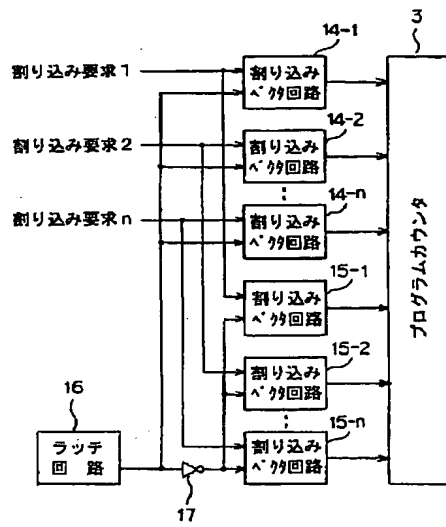 14-1
3
割り込み要求1
割り込み
ベクタ回路
14-2
割り込み要求2
割り込み
ベクタ回路
14-n
割り込み要求n
割り込み
ベクタ回路
プログラムカウンタ
15-1
割り込み
ベクタ回路
15-2
割り込み
ベクタ回路
16
15-n
ラッチ
回路
割り込み
ベクタ回路
17